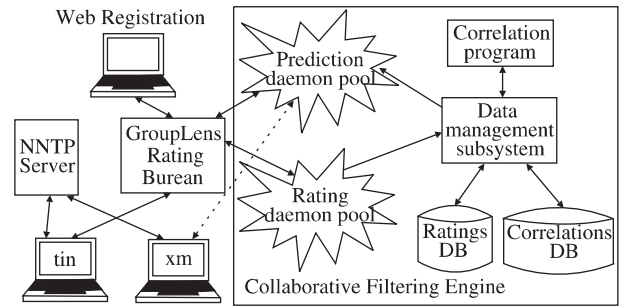 Web Registration
Prediction
daemon pool
Correlation
program
NNTP
Server
GroupLens
Rating
Burean
Data
management
subsystem
Rating
daemon pool
Ratings
DB
Correlations
DB
tin
xm
Collaborative Filtering Engine